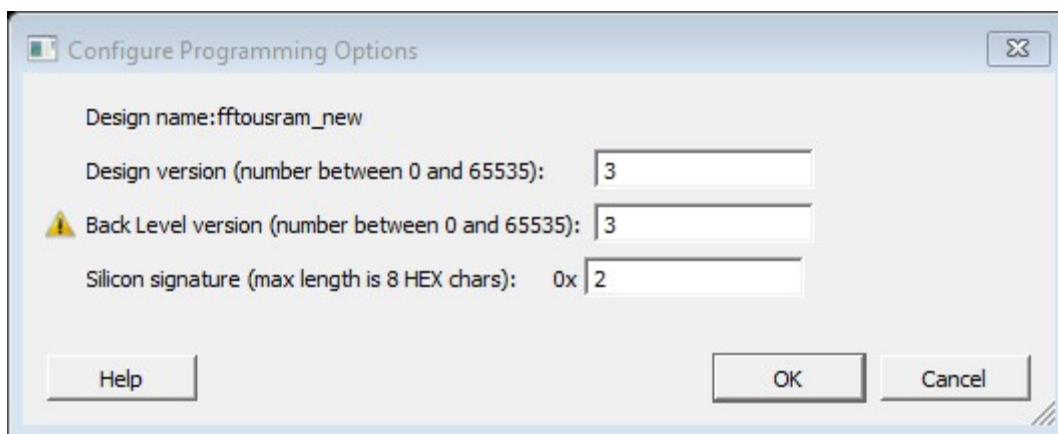 Configure Programming Options
Design name:fftousram_new
Design version (number between 0 and 65535): 3
Back Level version (number between 0 and 65535): 3
Silicon signature (max length is 8 HEX chars): 0x 2
Help OK Cancel